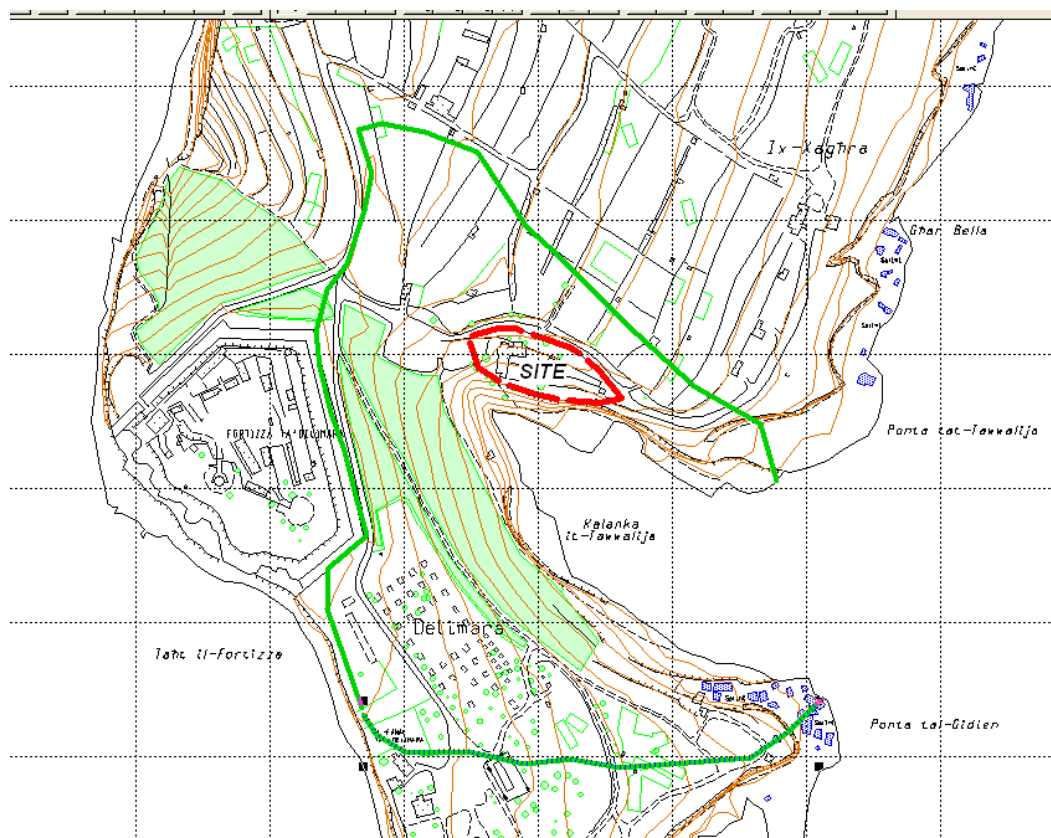 Ix-Xagħra
Għar Bella
SITE
FORTIZZA TA' DELIMARA
Ponta tat-Tawwalija
Kalanka
it-Tawwalija
Delimara
Taħt il-Fortizza
Ponta tal-Gidien